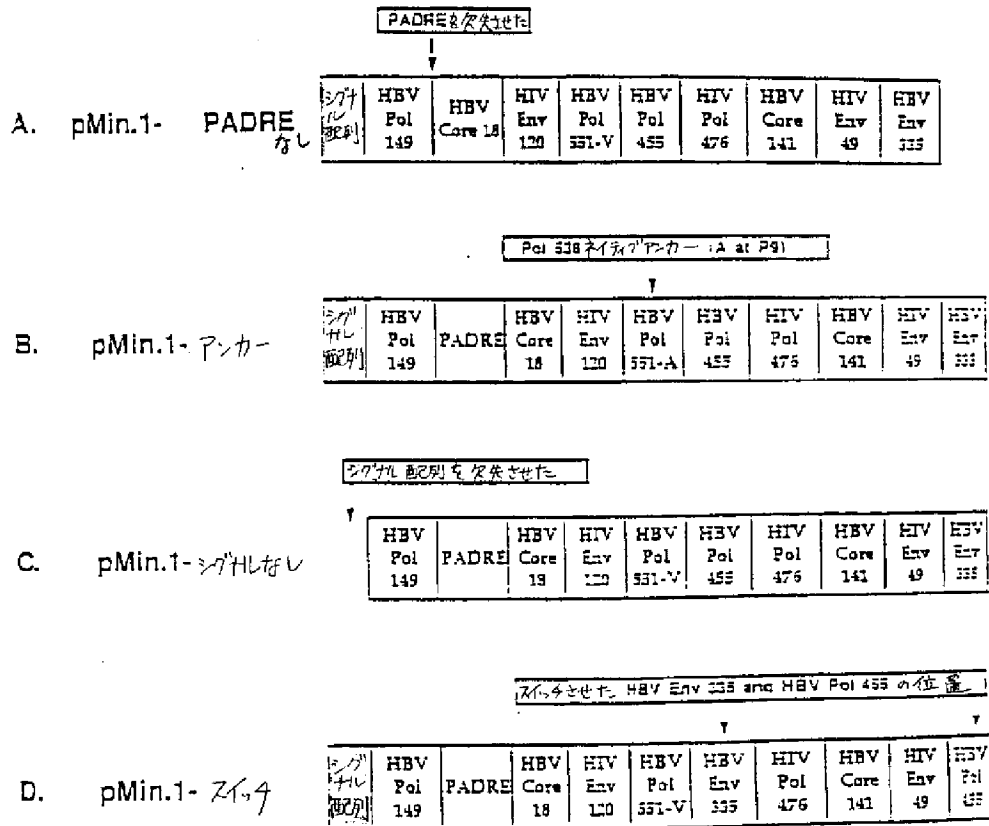 PADREを欠失させた
A. pMin.1- PADREなし
シグナル配列 | HBV Pol 149 | HBV Core 18 | HIV Env 120 | HBV Pol 551-V | HBV Pol 455 | HIV Pol 476 | HBV Core 141 | HIV Env 49 | HBV Env 335
Pol 538 ネイティブアンカー (A at P9)
B. pMin.1- アンカー
シグナル配列 | HBV Pol 149 | PADRE | HBV Core 18 | HIV Env 120 | HBV Pol 551-A | HBV Pol 455 | HIV Pol 476 | HBV Core 141 | HIV Env 49 | HBV Env 335
シグナル配列を欠失させた
C. pMin.1- シグナルなし
HBV Pol 149 | PADRE | HBV Core 18 | HIV Env 120 | HBV Pol 551-V | HBV Pol 455 | HIV Pol 476 | HBV Core 141 | HIV Env 49 | HBV Env 335
スイッチさせた HBV Env 335 and HBV Pol 455 の位置
D. pMin.1- スイッチ
シグナル配列 | HBV Pol 149 | PADRE | HBV Core 18 | HIV Env 120 | HBV Pol 551-V | HBV Env 335 | HIV Pol 476 | HBV Core 141 | HIV Env 49 | HBV Pol 455